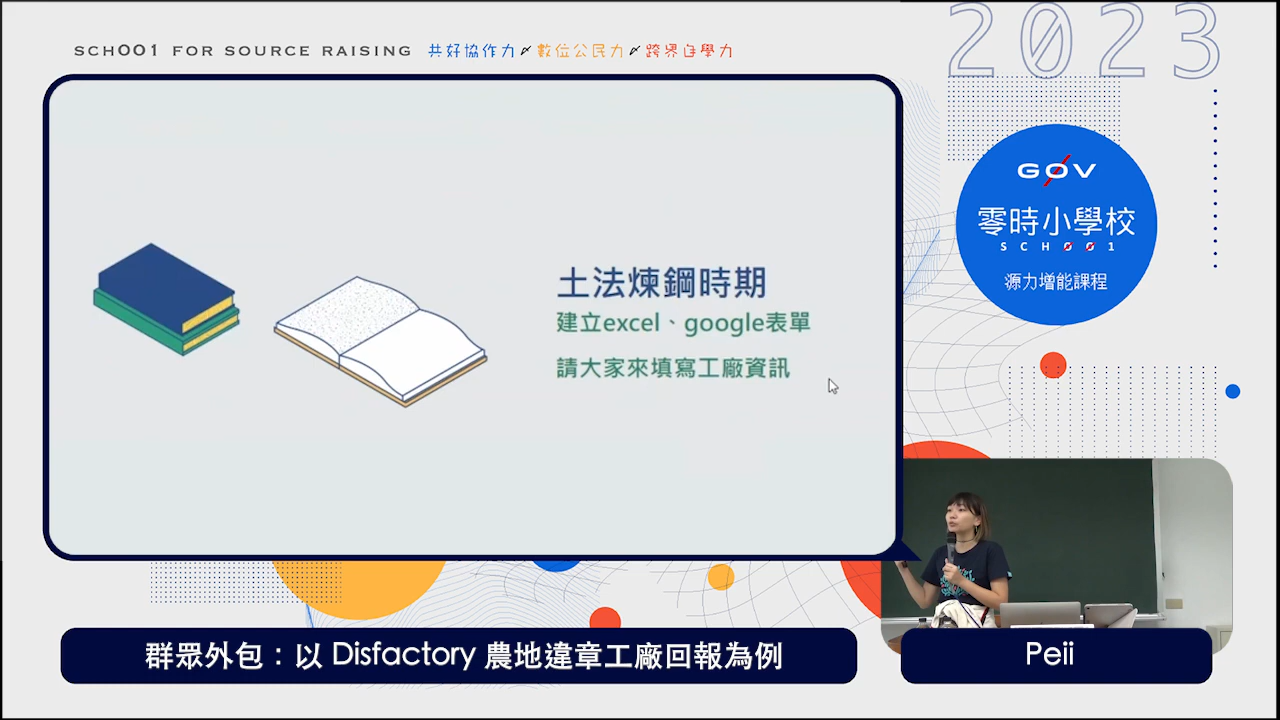 SCHOO1 FOR SOURCE RAISING 共好協作力 數位公民力 跨界自學力
2023
GØV
零時小學校
SCHØØ1
源力增能課程
土法煉鋼時期
建立excel、google表單
請大家來填寫工廠資訊
群眾外包：以 Disfactory 農地違章工廠回報為例
Peii